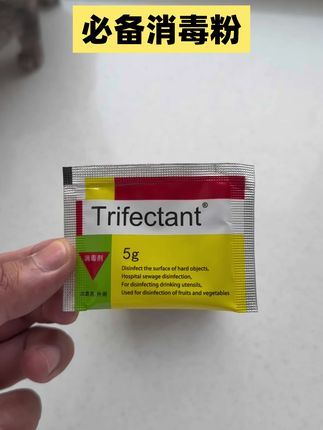 必备消毒粉
Trifectant®
5g
消毒剂
Disinfect the surface of hard objects,
Hospital sewage disinfection,
For disinfecting drinking utensils,
Used for disinfection of fruits and vegetables